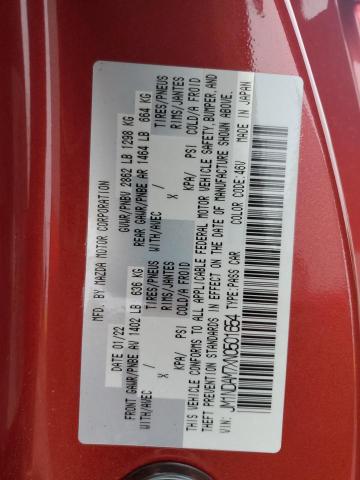 MFD. BY MAZDA MOTOR CORPORATION
DATE 01/22 GVWR/PNBV 2862 LB 1298 KG
FRONT GAWR/PNBE AV 1402 LB 636 KG REAR GAWR/PNBE AR 1464 LB 664 KG
WITH/AVEC TIRES/PNEUS WITH/AVEC TIRES/PNEUS
X RIMS/JANTES X RIMS/JANTES
KPA/ PSI COLD/A FROID KPA/ PSI COLD/A FROID
THIS VEHICLE CONFORMS TO ALL APPLICABLE FEDERAL MOTOR VEHICLE SAFETY,BUMPER,AND
THEFT PREVENTION STANDARDS IN EFFECT ON THE DATE OF MANUFACTURE SHOWN ABOVE.
VIN: JM1NDAM7XN0501654 TYPE:PASS CAR COLOR CODE:46V MADE IN JAPAN